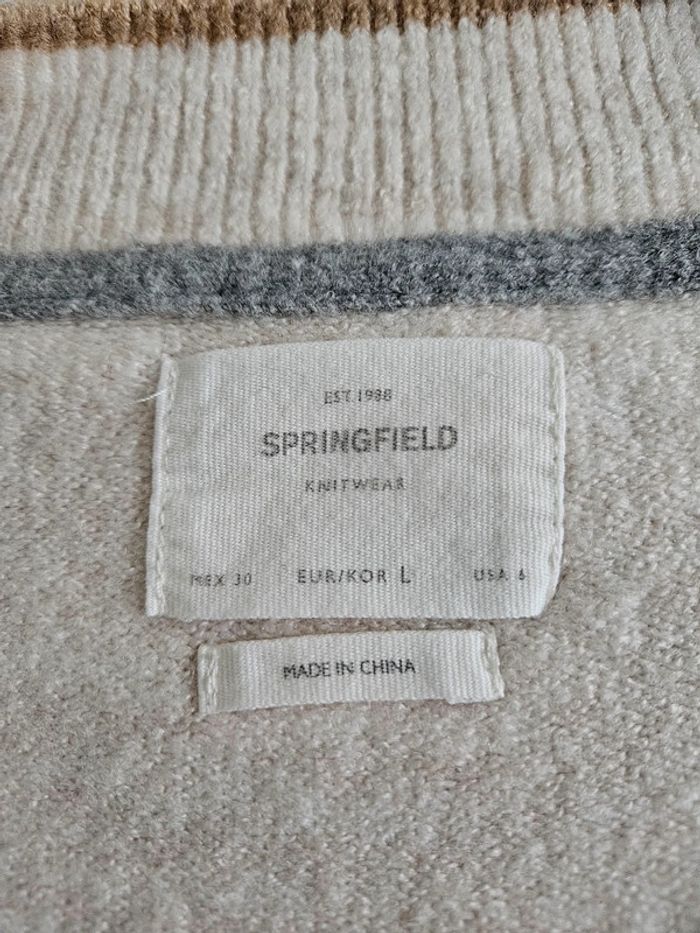 EST. 1988
SPRINGFIELD
KNITWEAR
MEX 30 EUR/KOR L USA 6
MADE IN CHINA